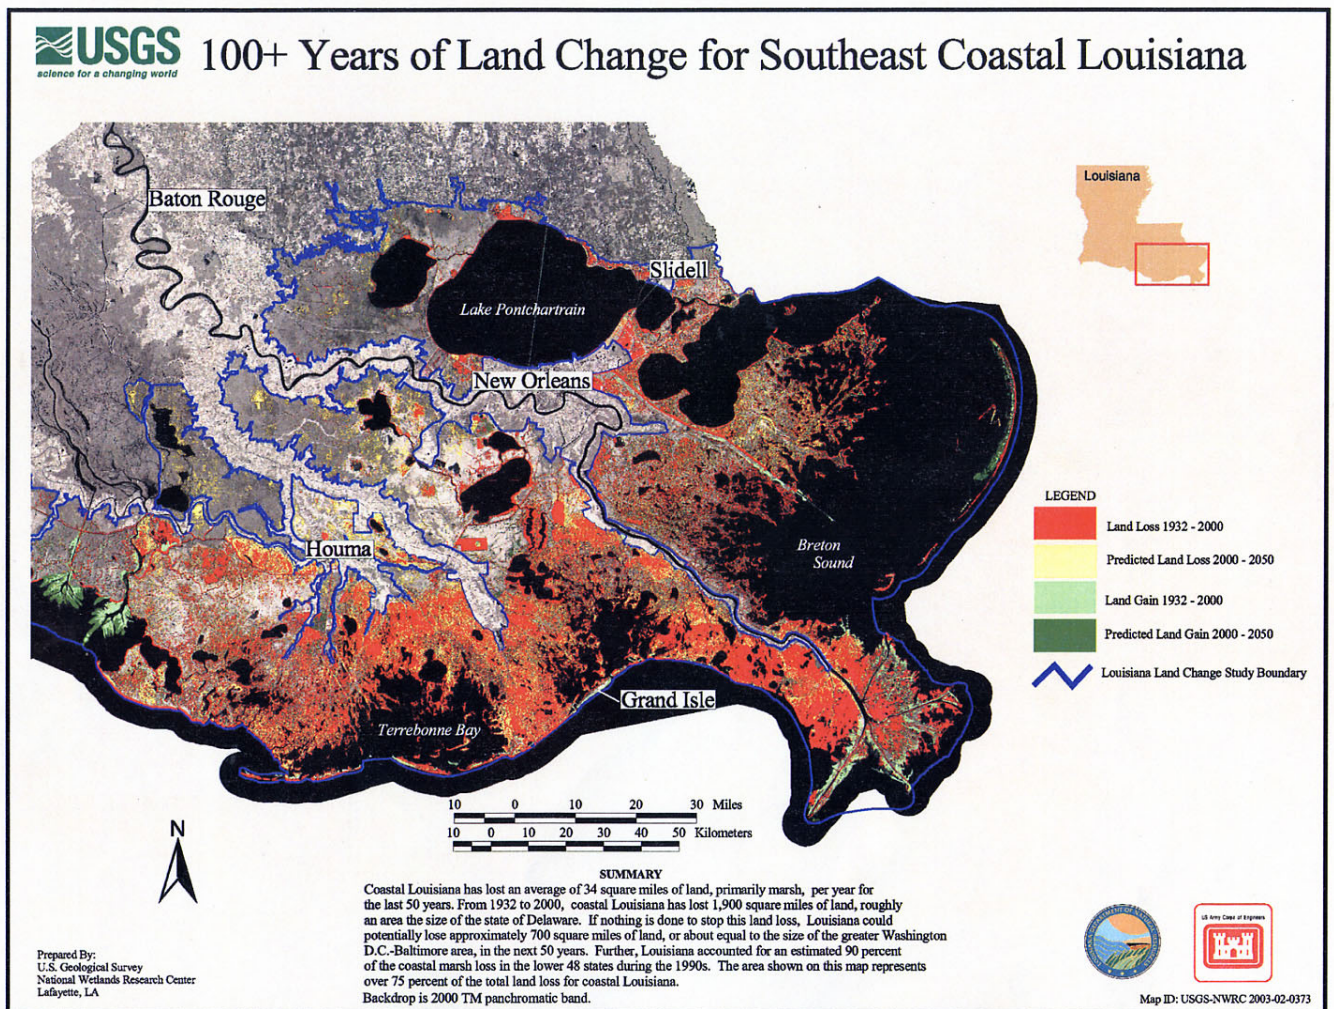 USGS
science for a changing world
100+ Years of Land Change for Southeast Coastal Louisiana
Baton Rouge
Louisiana
Slidell
Lake Pontchartrain
New Orleans
LEGEND
Land Loss 1932 - 2000
Breton
Sound
Houma
Predicted Land Loss 2000 - 2050
Land Gain 1932 - 2000
Predicted Land Gain 2000 - 2050
Louisiana Land Change Study Boundary
Grand Isle
Terrebonne Bay
10 0 10 20 30 Miles
10 0 10 20 30 40 50 Kilometers
N
SUMMARY
Coastal Louisiana has lost an average of 34 square miles of land, primarily marsh, per year for
the last 50 years. From 1932 to 2000, coastal Louisiana has lost 1,900 square miles of land, roughly
an area the size of the state of Delaware. If nothing is done to stop this land loss, Louisiana could
potentially lose approximately 700 square miles of land, or about equal to the size of the greater Washington
D.C.-Baltimore area, in the next 50 years. Further, Louisiana accounted for an estimated 90 percent
of the coastal marsh loss in the lower 48 states during the 1990s. The area shown on this map represents
over 75 percent of the total land loss for coastal Louisiana.
Backdrop is 2000 TM panchromatic band.
Prepared By:
U.S. Geological Survey
National Wetlands Research Center
Lafayette, LA
US Army Corps of Engineers
Map ID: USGS-NWRC 2003-02-0373